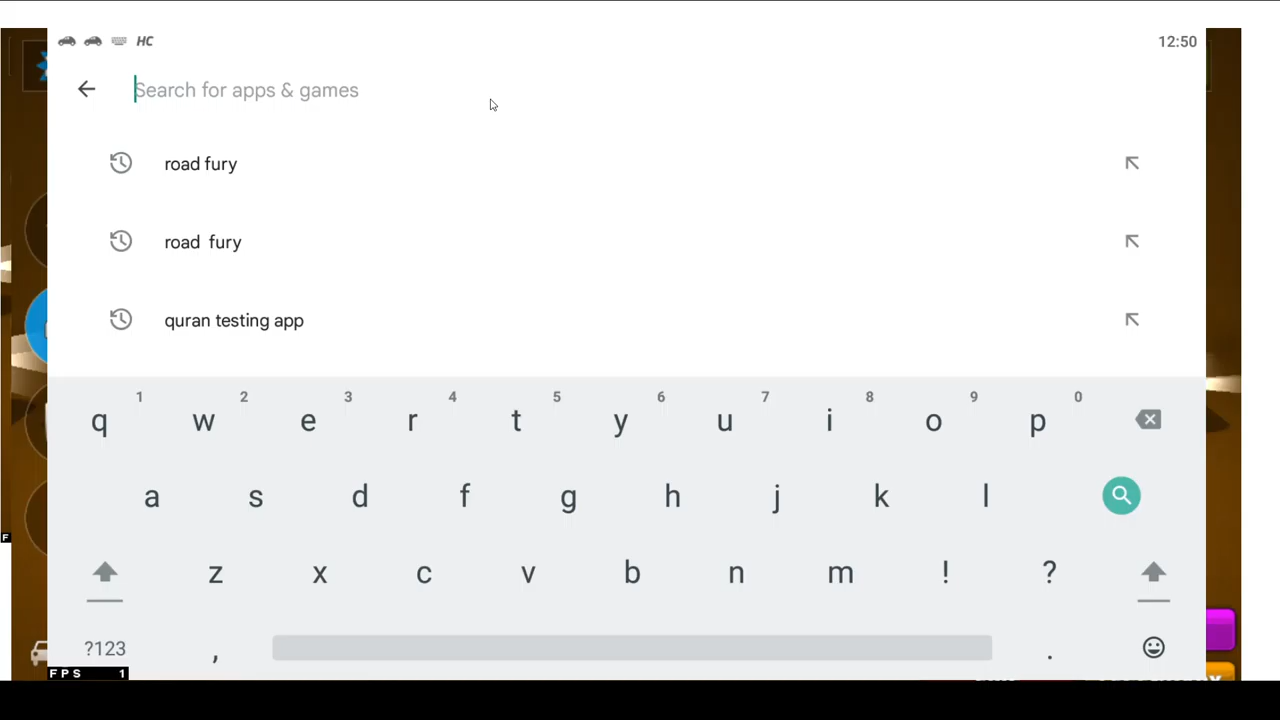 HC 12:50
Search for apps & games
road fury
road fury
quran testing app
1 2 3 4 5 6 7 8 9 0
q w e r t y u i o p
a s d f g h j k l
z x c v b n m ! ?
?123 , .
FPS 1
F